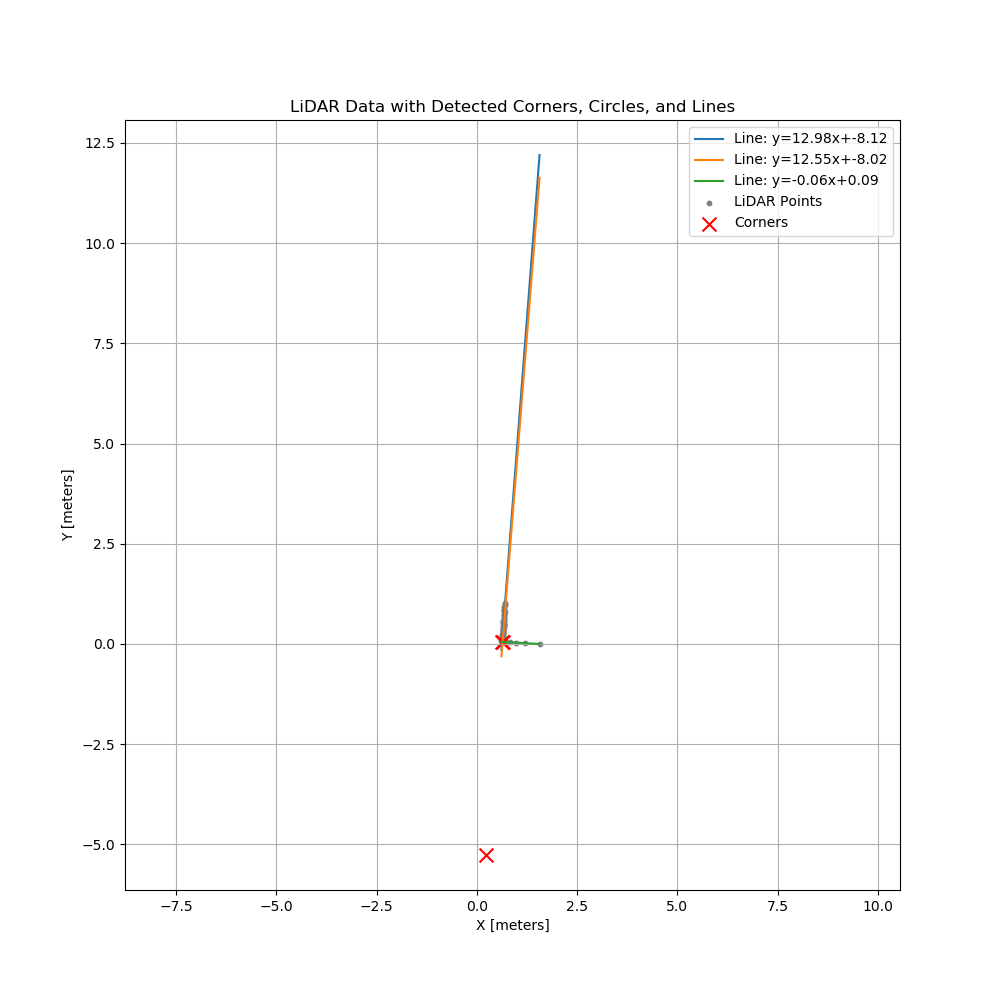 LiDAR Data with Detected Corners, Circles, and Lines
Line: y=12.98x+-8.12
Line: y=12.55x+-8.02
Line: y=-0.06x+0.09
LiDAR Points
Corners
12.5
10.0
7.5
5.0
2.5
0.0
−2.5
−5.0
Y [meters]
−7.5 −5.0 −2.5 0.0 2.5 5.0 7.5 10.0
X [meters]